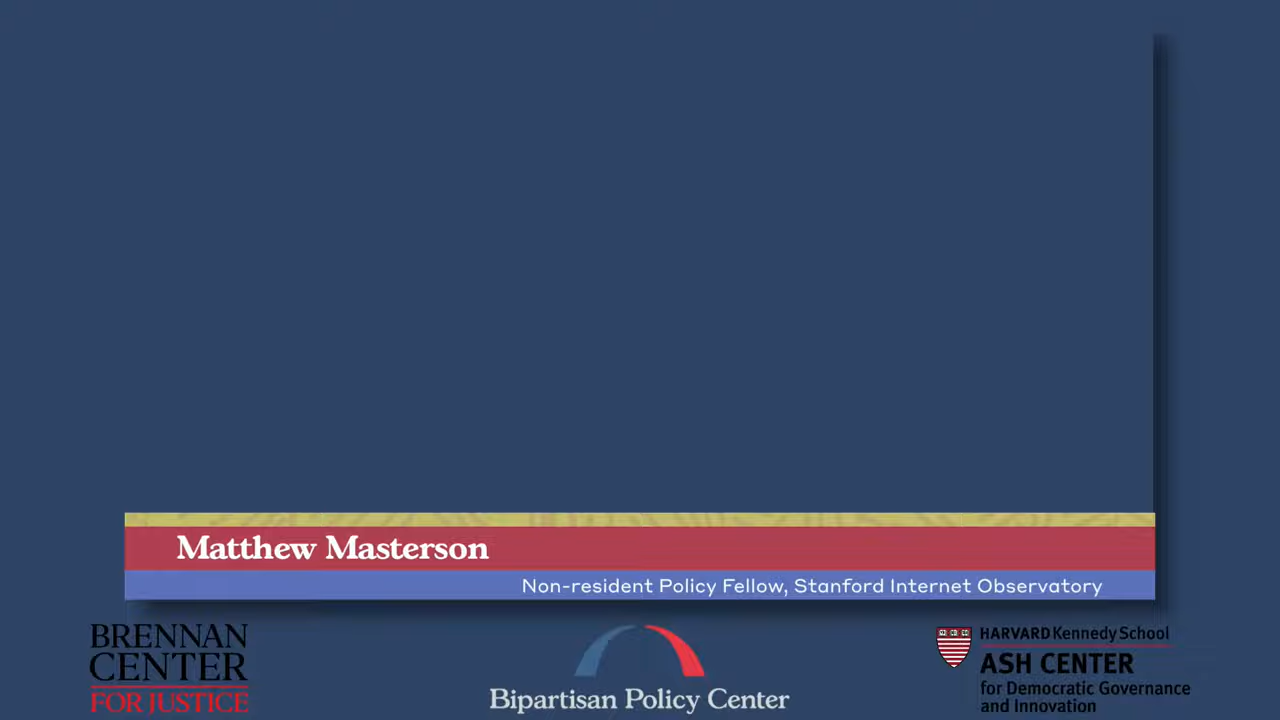 Matthew Masterson
Non-resident Policy Fellow, Stanford Internet Observatory
BRENNAN
CENTER
FOR JUSTICE
Bipartisan Policy Center
HARVARD Kennedy School
ASH CENTER
for Democratic Governance
and Innovation